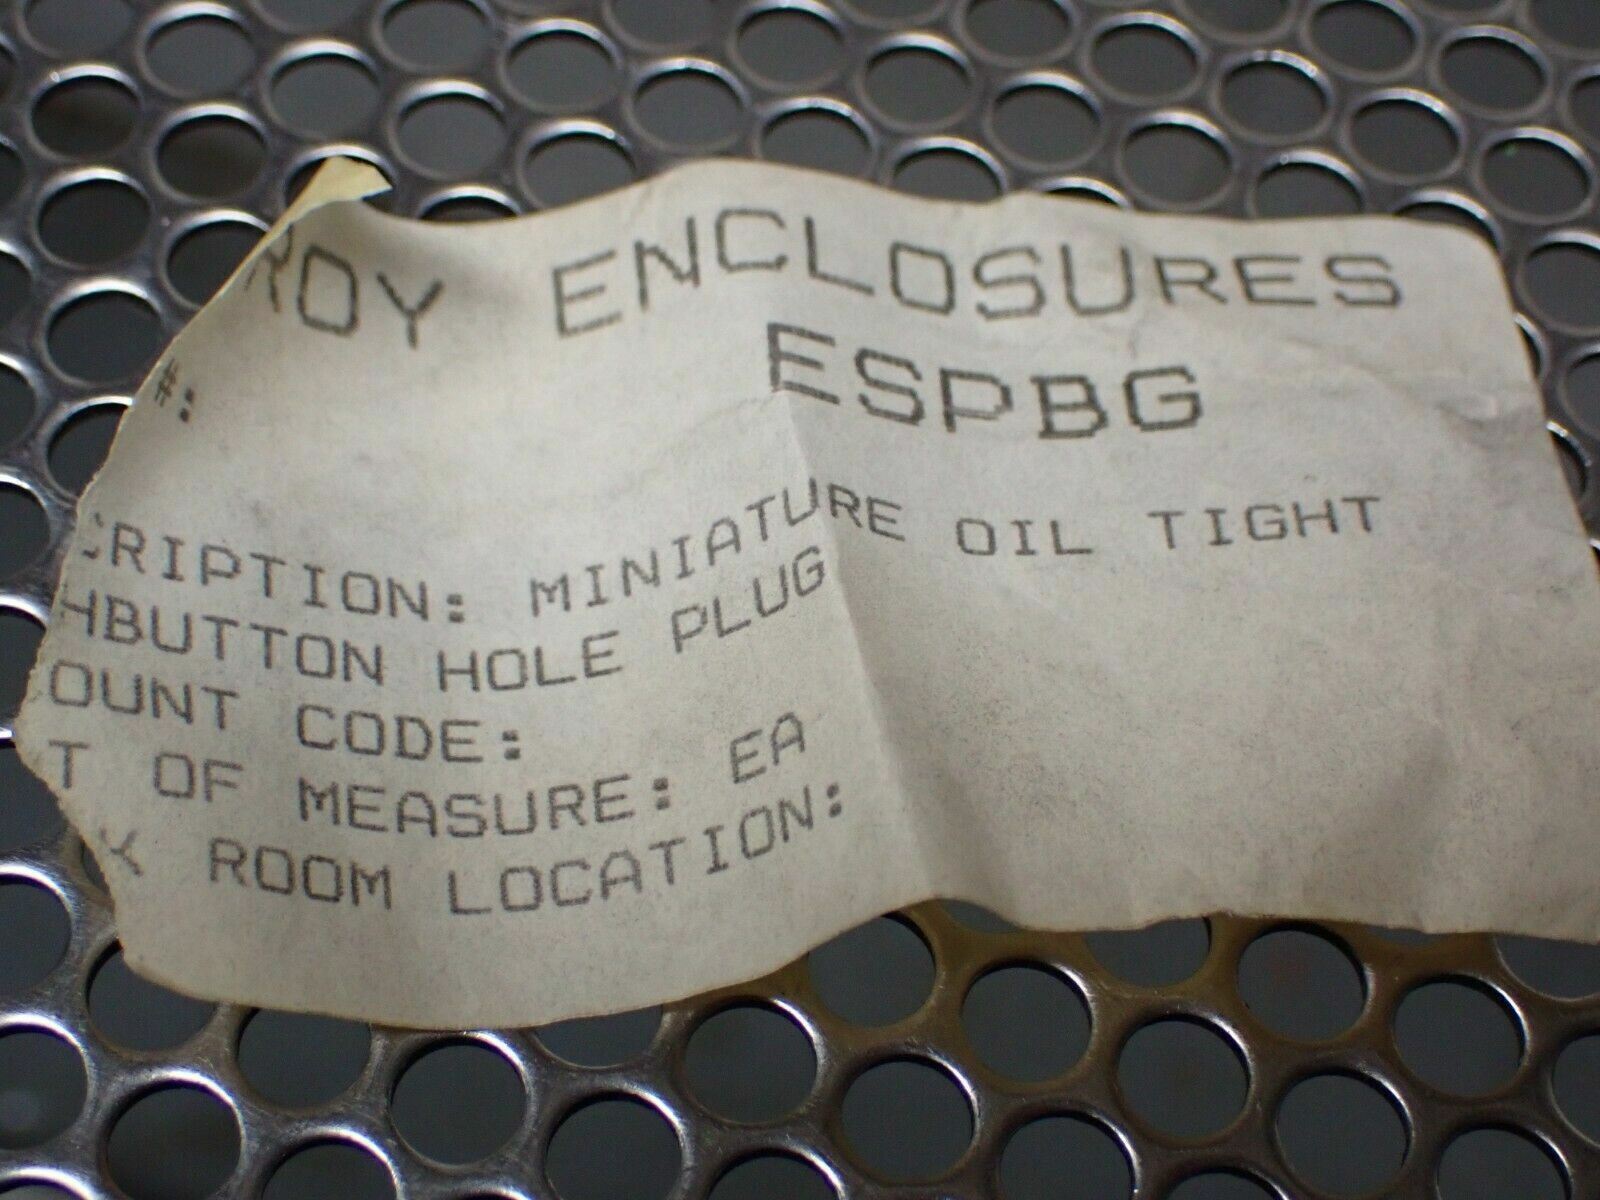 ROY ENCLOSURES
#: ESPBG
CRIPTION: MINIATURE OIL TIGHT
HBUTTON HOLE PLUG
OUNT CODE:
T OF MEASURE: EA
K ROOM LOCATION: